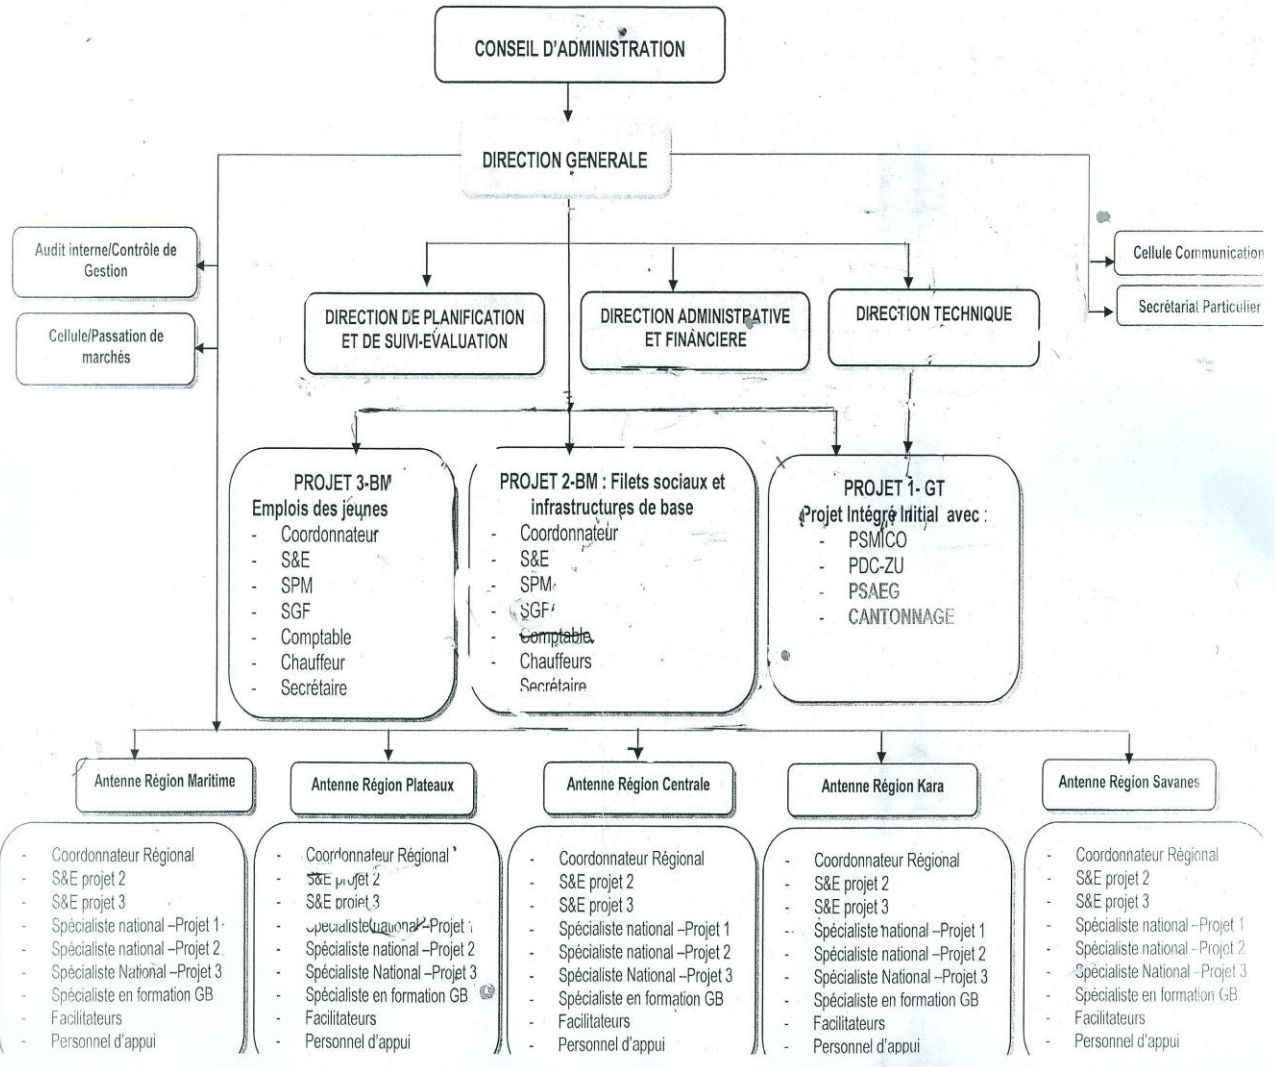 CONSEIL D'ADMINISTRATION
DIRECTION GENERALE
Audit interne/Contrôle de
Gestion
Cellule/Passation de
marchés
Cellule Communication
Secrétarial Particulier
DIRECTION DE PLANIFICATION
ET DE SUIVI-EVALUATION
DIRECTION ADMINISTRATIVE
ET FINANCIERE
DIRECTION TECHNIQUE
PROJET 3-BM
Emplois des jeunes
- Coordonnateur
- S&E
- SPM
- SGF
- Comptable
- Chauffeur
- Secrétaire
PROJET 2-BM : Filets sociaux et
infrastructures de base
- Coordonnateur
- S&E
- SPM
- SGF
- Comptable
- Chauffeurs
- Secrétaire
PROJET 1- GT
Projet Intégré Initial avec :
- PSMICO
- PDC-ZU
- PSAEG
- CANTONNAGE
Antenne Région Maritime
- Coordonnateur Régional
- S&E projet 2
- S&E projet 3
- Spécialiste national –Projet 1
- Spécialiste national –Projet 2
- Spécialiste National –Projet 3
- Spécialiste en formation GB
- Facilitateurs
- Personnel d'appui
Antenne Région Plateaux
- Coordonnateur Régional
- S&E projet 2
- S&E projet 3
- Spécialiste national –Projet 1
- Spécialiste national –Projet 2
- Spécialiste National –Projet 3
- Spécialiste en formation GB
- Facilitateurs
- Personnel d'appui
Antenne Région Centrale
- Coordonnateur Régional
- S&E projet 2
- S&E projet 3
- Spécialiste national –Projet 1
- Spécialiste national –Projet 2
- Spécialiste National –Projet 3
- Spécialiste en formation GB
- Facilitateurs
- Personnel d'appui
Antenne Région Kara
- Coordonnateur Régional
- S&E projet 2
- S&E projet 3
- Spécialiste national –Projet 1
- Spécialiste national –Projet 2
- Spécialiste National –Projet 3
- Spécialiste en formation GB
- Facilitateurs
- Personnel d'appui
Antenne Région Savanes
- Coordonnateur Régional
- S&E projet 2
- S&E projet 3
- Spécialiste national –Projet 1
- Spécialiste national –Projet 2
- Spécialiste National –Projet 3
- Spécialiste en formation GB
- Facilitateurs
- Personnel d'appui